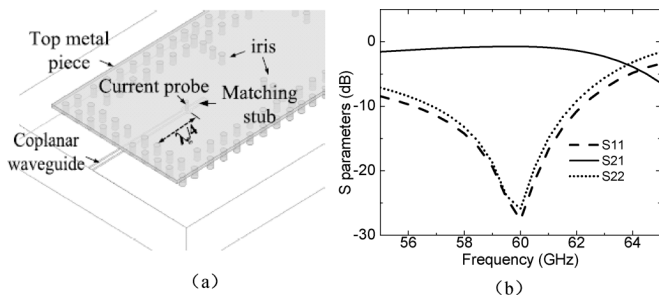 Top metal
piece
iris
Current probe
Matching
stub
λ/4
Coplanar
waveguide
(a)
S parameters (dB)
0
-10
-20
-30
S11
S21
S22
56 58 60 62 64
Frequency (GHz)
(b)